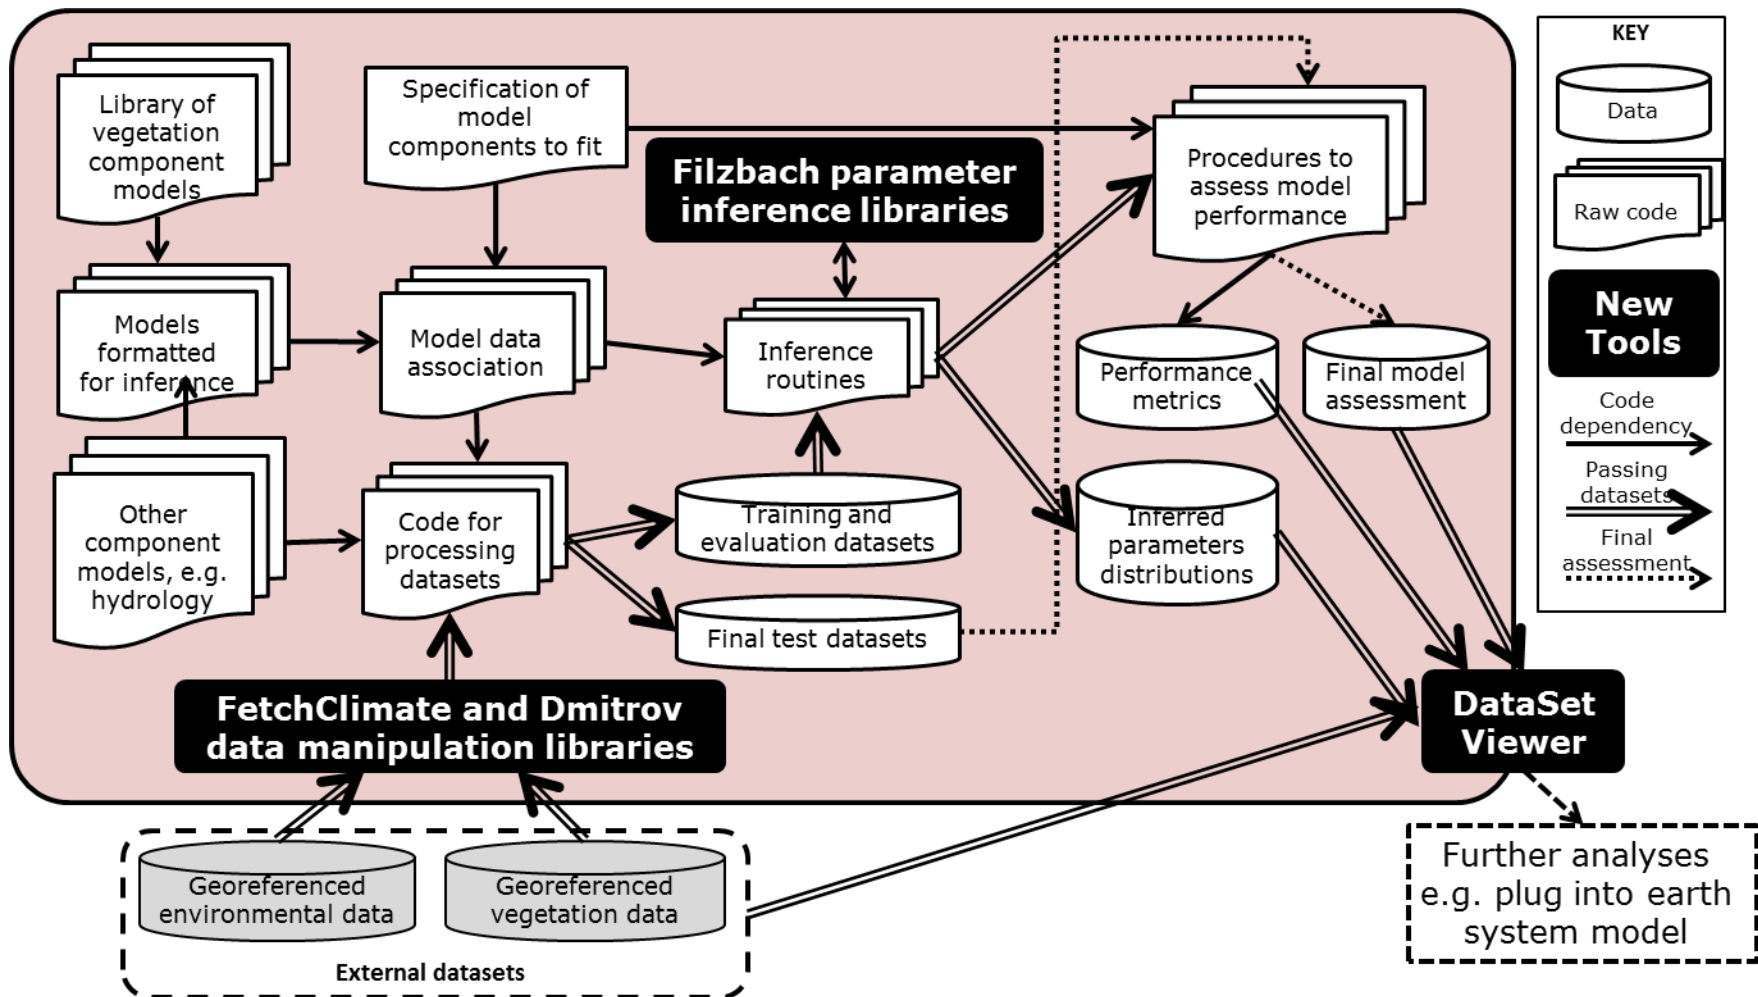 Library of
vegetation
component
models
Specification of
model
components to fit
Filzbach parameter
inference libraries
Procedures to
assess model
performance
Models
formatted
for inference
Model data
association
Inference
routines
Performance
metrics
Final model
assessment
Other
component
models, e.g.
hydrology
Code for
processing
datasets
Training and
evaluation datasets
Final test datasets
Inferred
parameters
distributions
FetchClimate and Dmitrov
data manipulation libraries
DataSet
Viewer
Georeferenced
environmental data
Georeferenced
vegetation data
External datasets
Further analyses
e.g. plug into earth
system model
KEY
Data
Raw code
New
Tools
Code
dependency
Passing
datasets
Final
assessment